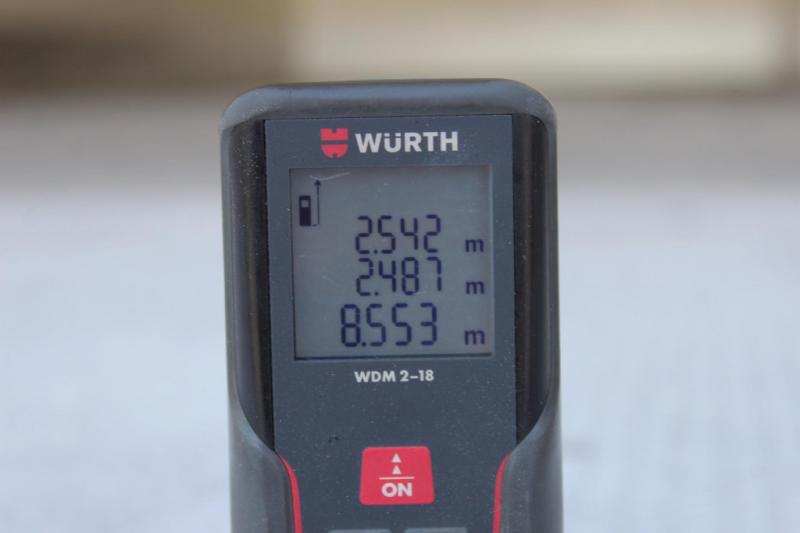 WÜRTH
2.542 m
2.487 m
8.553 m
WDM 2-18
ON